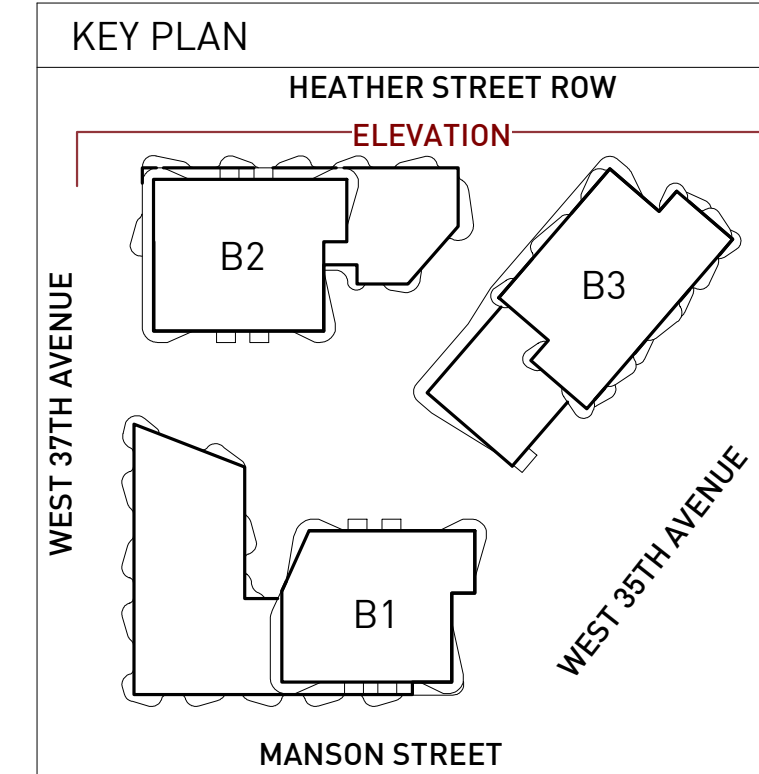 KEY PLAN
HEATHER STREET ROW
ELEVATION
B2
B3
WEST 37TH AVENUE
WEST 35TH AVENUE
B1
MANSON STREET